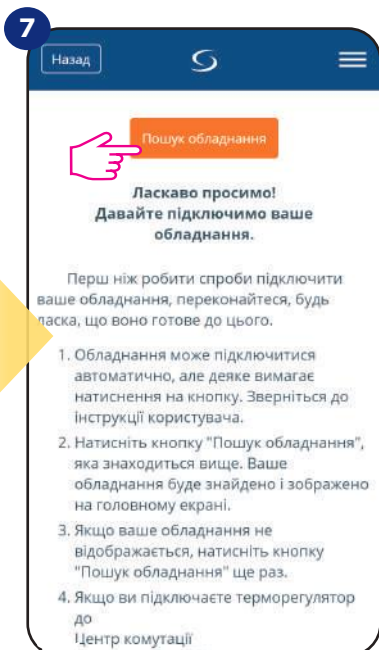 7
Назад
Пошук обладнання
Ласкаво просимо!
Давайте підключимо ваше
обладнання.
Перш ніж робити спроби підключити
ваше обладнання, переконайтеся, будь
ласка, що воно готове до цього.
1. Обладнання може підключитися
автоматично, але деяке вимагає
натиснення на кнопку. Зверніться до
інструкції користувача.
2. Натисніть кнопку "Пошук обладнання",
яка знаходиться вище. Ваше
обладнання буде знайдено і зображено
на головному екрані.
3. Якщо ваше обладнання не
відображається, натисніть кнопку
"Пошук обладнання" ще раз.
4. Якщо ви підключаєте терморегулятор
до
Центр комутації